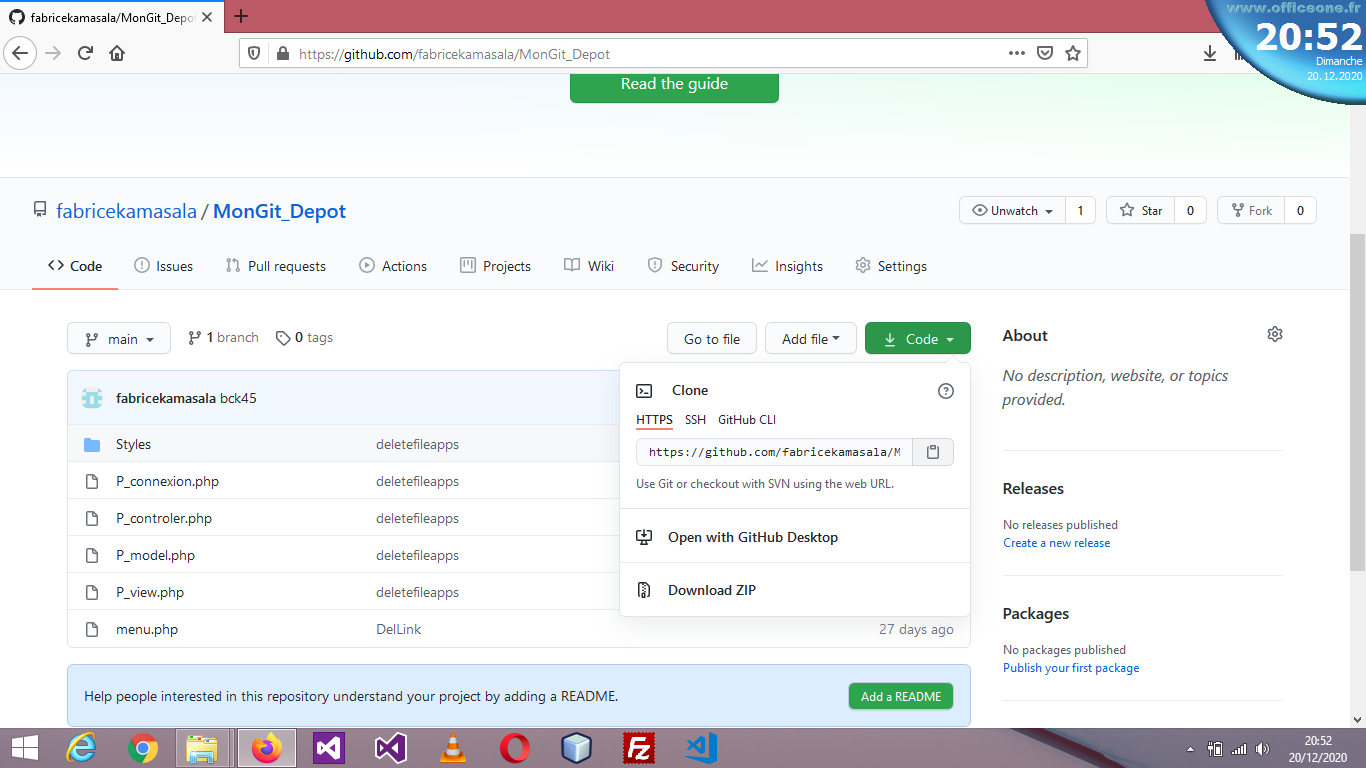 fabricekamasala/MonGit_Depo
www.officeone.fr
20:52
Dimanche
20.12.2020
https://github.com/fabricekamasala/MonGit_Depot
Read the guide
fabricekamasala / MonGit_Depot
Unwatch 1 Star 0 Fork 0
Code Issues Pull requests Actions Projects Wiki Security Insights Settings
main 1 branch 0 tags Go to file Add file Code
fabricekamasala bck45
Styles deletefileapps
P_connexion.php deletefileapps
P_controler.php deletefileapps
P_model.php deletefileapps
P_view.php deletefileapps
menu.php DelLink 27 days ago
Clone
HTTPS SSH GitHub CLI
https://github.com/fabricekamasala/M
Use Git or checkout with SVN using the web URL.
Open with GitHub Desktop
Download ZIP
Help people interested in this repository understand your project by adding a README. Add a README
About
No description, website, or topics
provided.
Releases
No releases published
Create a new release
Packages
No packages published
Publish your first package
20:52
20/12/2020